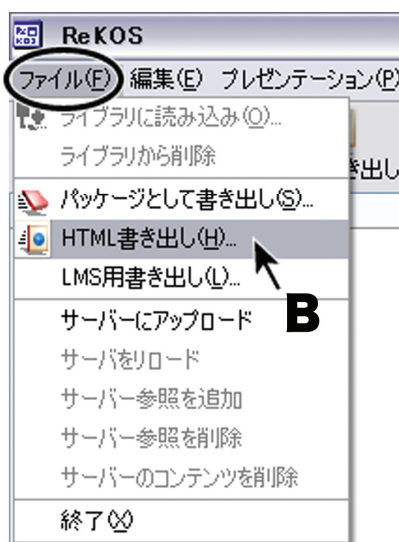 ReKOS
ファイル(F) 編集(E) プレゼンテーション(P)
ライブラリに読み込み(O)...
ライブラリから削除
き出し
パッケージとして書き出し(S)...
HTML書き出し(H)...
LMS用書き出し(L)...
B
サーバーにアップロード
サーバをリロード
サーバー参照を追加
サーバー参照を削除
サーバーのコンテンツを削除
終了(X)